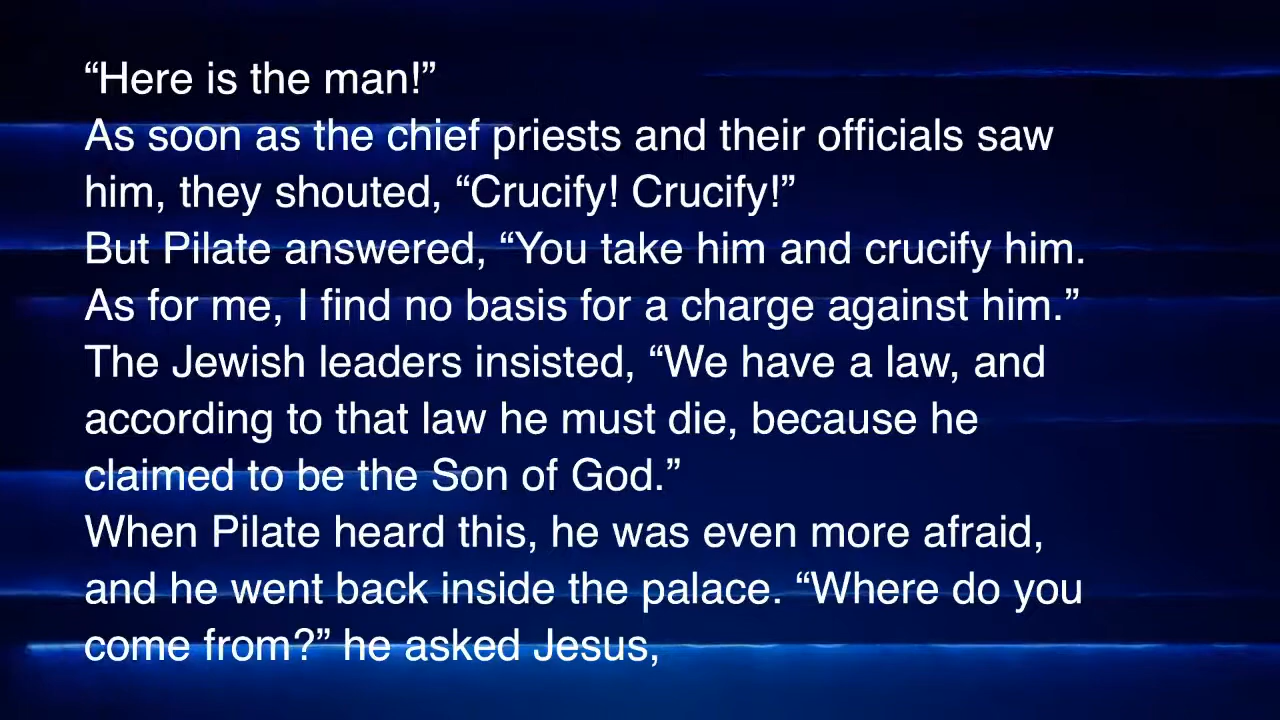 “Here is the man!”
As soon as the chief priests and their officials saw
him, they shouted, “Crucify! Crucify!”
But Pilate answered, “You take him and crucify him.
As for me, I find no basis for a charge against him.”
The Jewish leaders insisted, “We have a law, and
according to that law he must die, because he
claimed to be the Son of God.”
When Pilate heard this, he was even more afraid,
and he went back inside the palace. “Where do you
come from?” he asked Jesus,